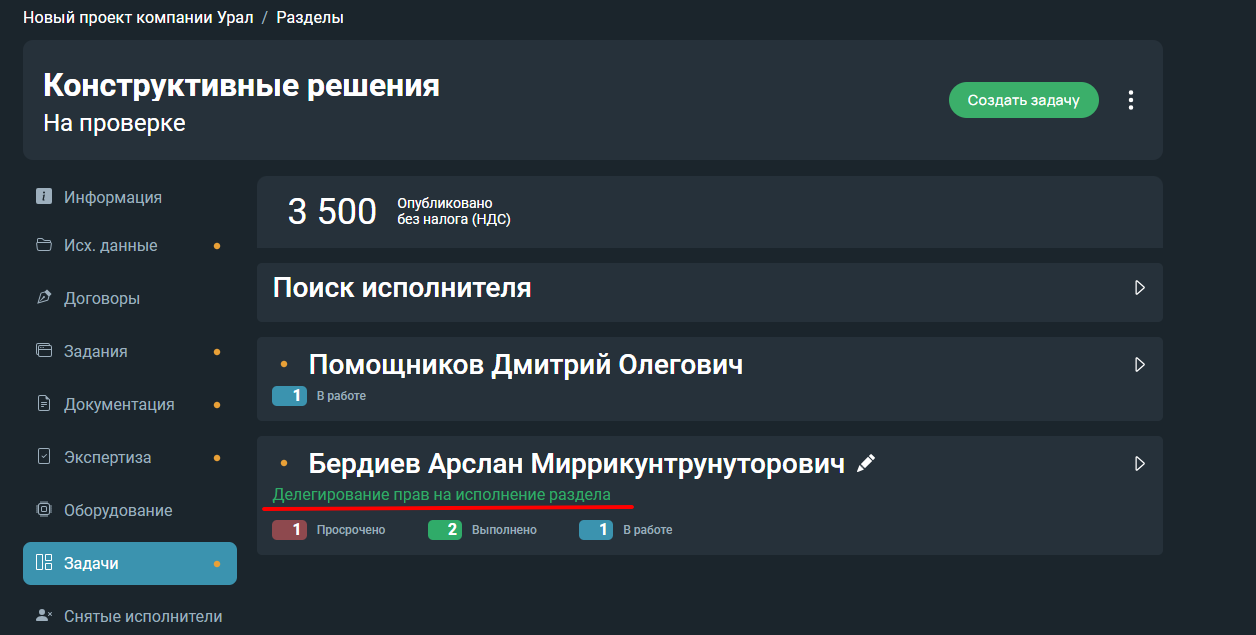 Новый проект компании Урал / Разделы
Конструктивные решения
На проверке
Создать задачу
Информация
Исх. данные
Договоры
Задания
Документация
Экспертиза
Оборудование
Задачи
Снятые исполнители
3 500
Опубликовано
без налога (НДС)
Поиск исполнителя
Помощников Дмитрий Олегович
1 В работе
Бердиев Арслан Миррикунтрунуторович
Делегирование прав на исполнение раздела
1 Просрочено 2 Выполнено 1 В работе